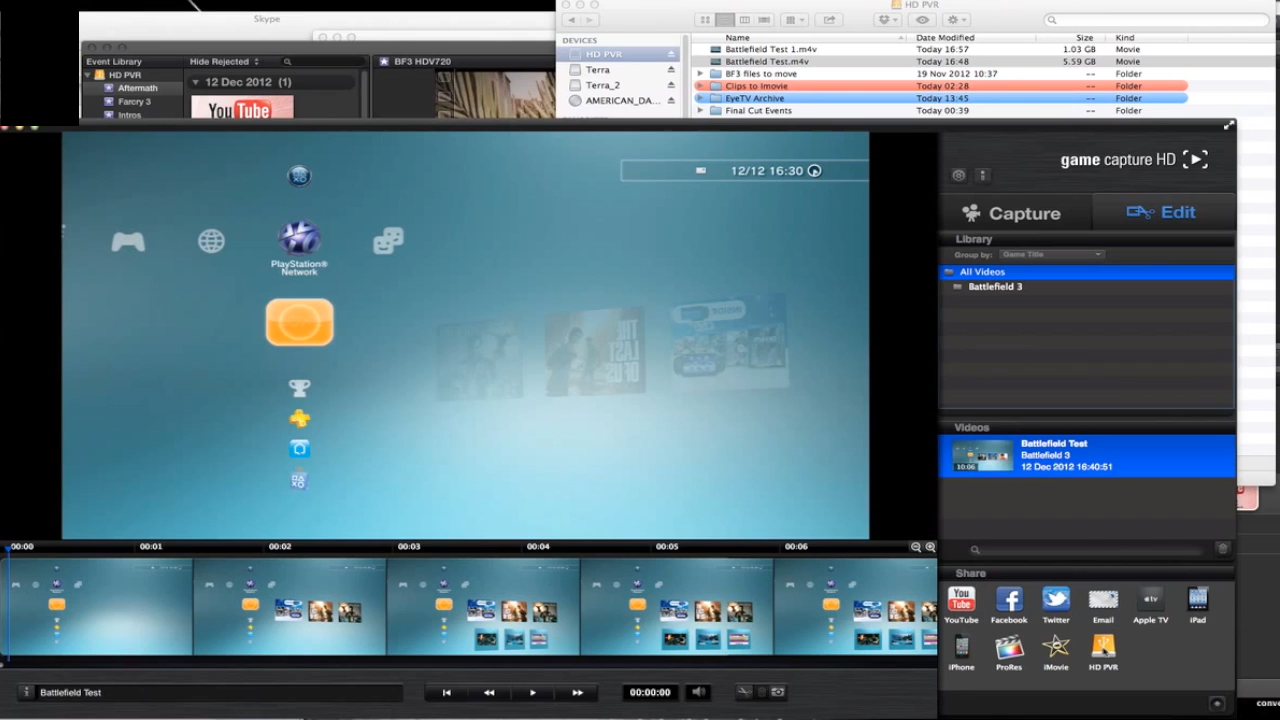 Skype
HD PVR
Event Library
Hide Rejected
HD PVR
Aftermath
Farcry 3
Intros
12 Dec 2012 (1)
YouTube
BF3 HDV720
DEVICES
HD PVR
Terra
Terra_2
AMERICAN_DA...
Name Date Modified Size Kind
Battlefield Test 1.m4v Today 16:57 1.03 GB Movie
Battlefield Test.m4v Today 16:48 5.59 GB Movie
BF3 files to move 19 Nov 2012 10:37 -- Folder
Clips to Imovie Today 02:28 -- Folder
EyeTV Archive Today 13:45 -- Folder
Final Cut Events Today 00:39 -- Folder
12/12 16:30
PlayStation®
Network
THE LAST OF US
game capture HD
Capture
Edit
Library
Group by: Game Title
All Videos
Battlefield 3
Videos
10:06
Battlefield Test
Battlefield 3
12 Dec 2012 16:40:51
Share
YouTube
Facebook
Twitter
Email
Apple TV
iPad
iPhone
ProRes
iMovie
HD PVR
00:00 00:01 00:02 00:03 00:04 00:05 00:06
Battlefield Test
00:00:00
conve